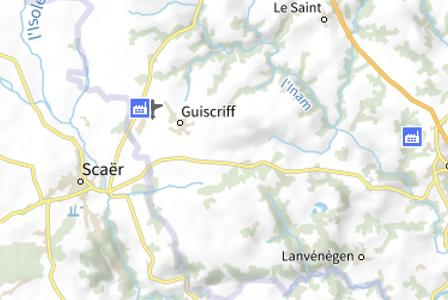 Le Saint
l'Isole
l'Inam
Guiscriff
Scaër
Lanvénégen